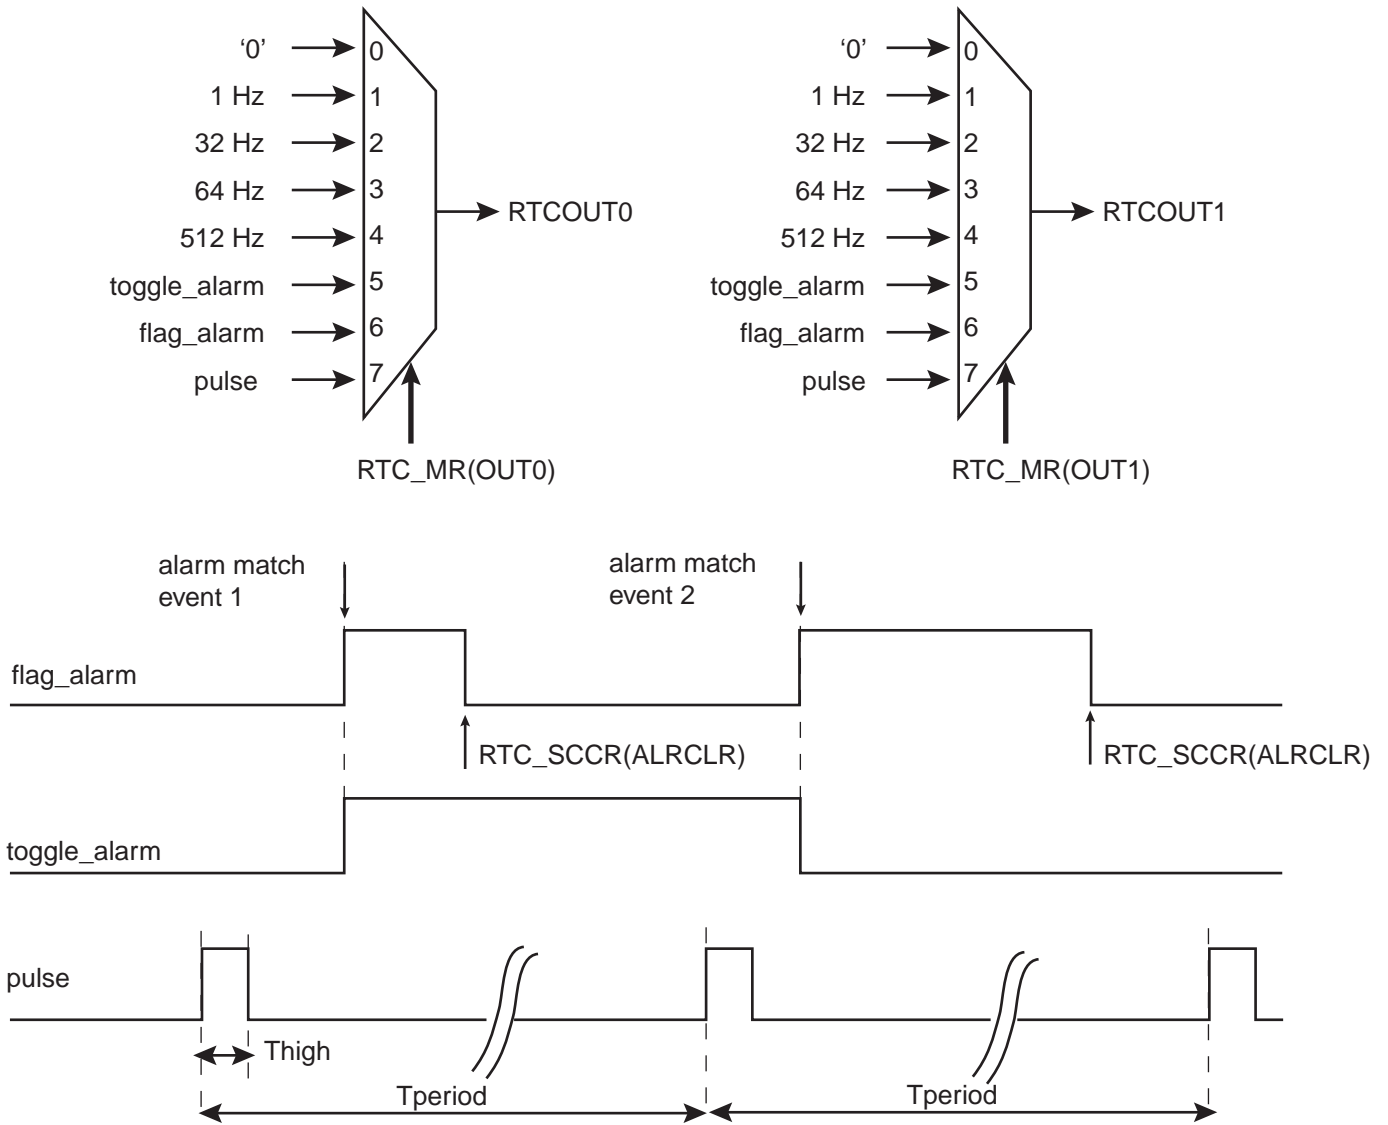 ‘0’ 0
1 Hz 1
32 Hz 2
64 Hz 3
RTCOUT0
512 Hz 4
toggle_alarm 5
flag_alarm 6
pulse 7
RTC_MR(OUT0)
‘0’ 0
1 Hz 1
32 Hz 2
64 Hz 3
RTCOUT1
512 Hz 4
toggle_alarm 5
flag_alarm 6
pulse 7
RTC_MR(OUT1)
alarm match
event 1
alarm match
event 2
flag_alarm
RTC_SCCR(ALRCLR)
RTC_SCCR(ALRCLR)
toggle_alarm
pulse
Thigh
Tperiod
Tperiod